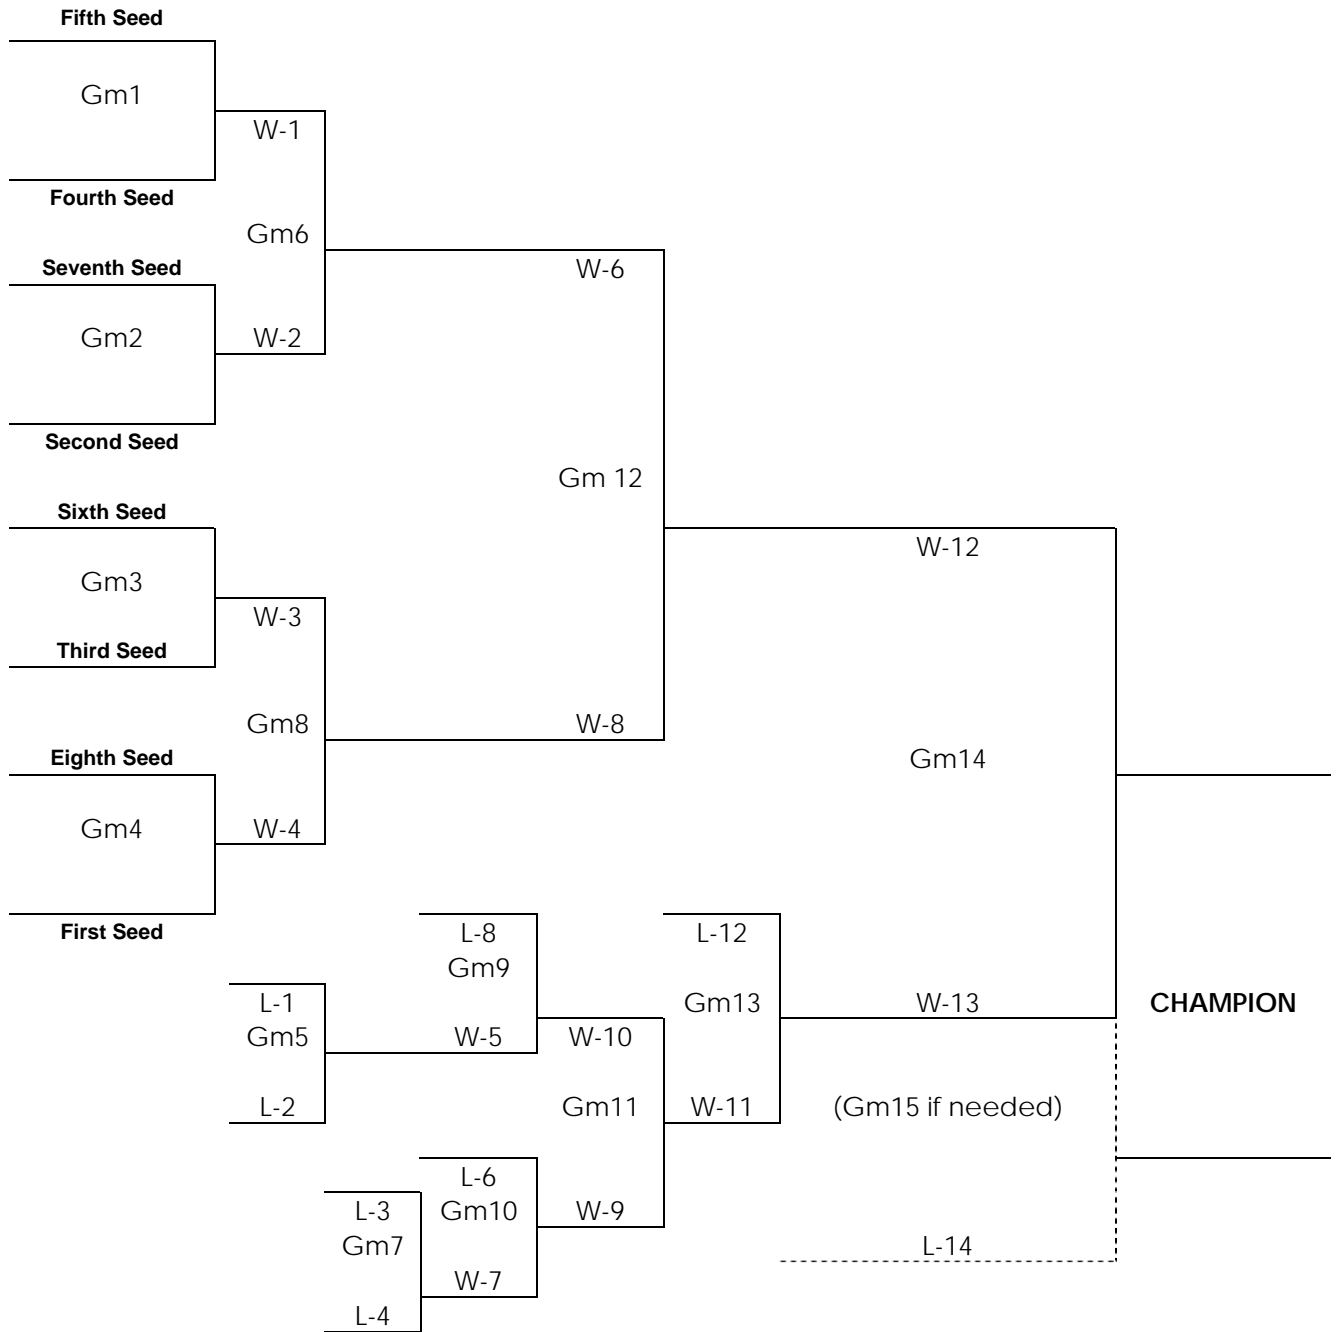 Fifth Seed
Gm1
W-1
Fourth Seed
Gm6
Seventh Seed
W-6
Gm2
W-2
Second Seed
Gm 12
Sixth Seed
W-12
Gm3
W-3
Third Seed
Gm8
W-8
Eighth Seed
Gm14
Gm4
W-4
First Seed
L-8
L-12
Gm9
L-1
Gm13
W-13
CHAMPION
Gm5
W-5
W-10
L-2
Gm11
W-11
(Gm15 if needed)
L-6
L-3
Gm10
W-9
Gm7
L-14
W-7
L-4